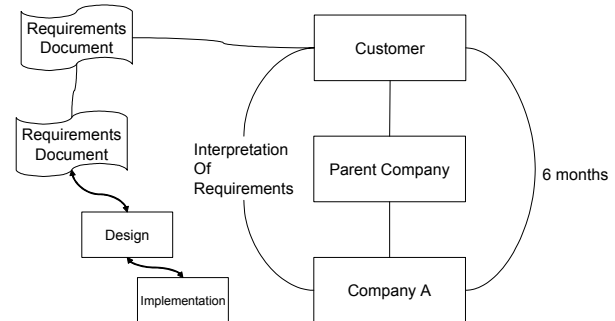 Requirements
Document
Customer
Requirements
Document
Interpretation
Of
Requirements
Parent Company
6 months
Design
Implementation
Company A